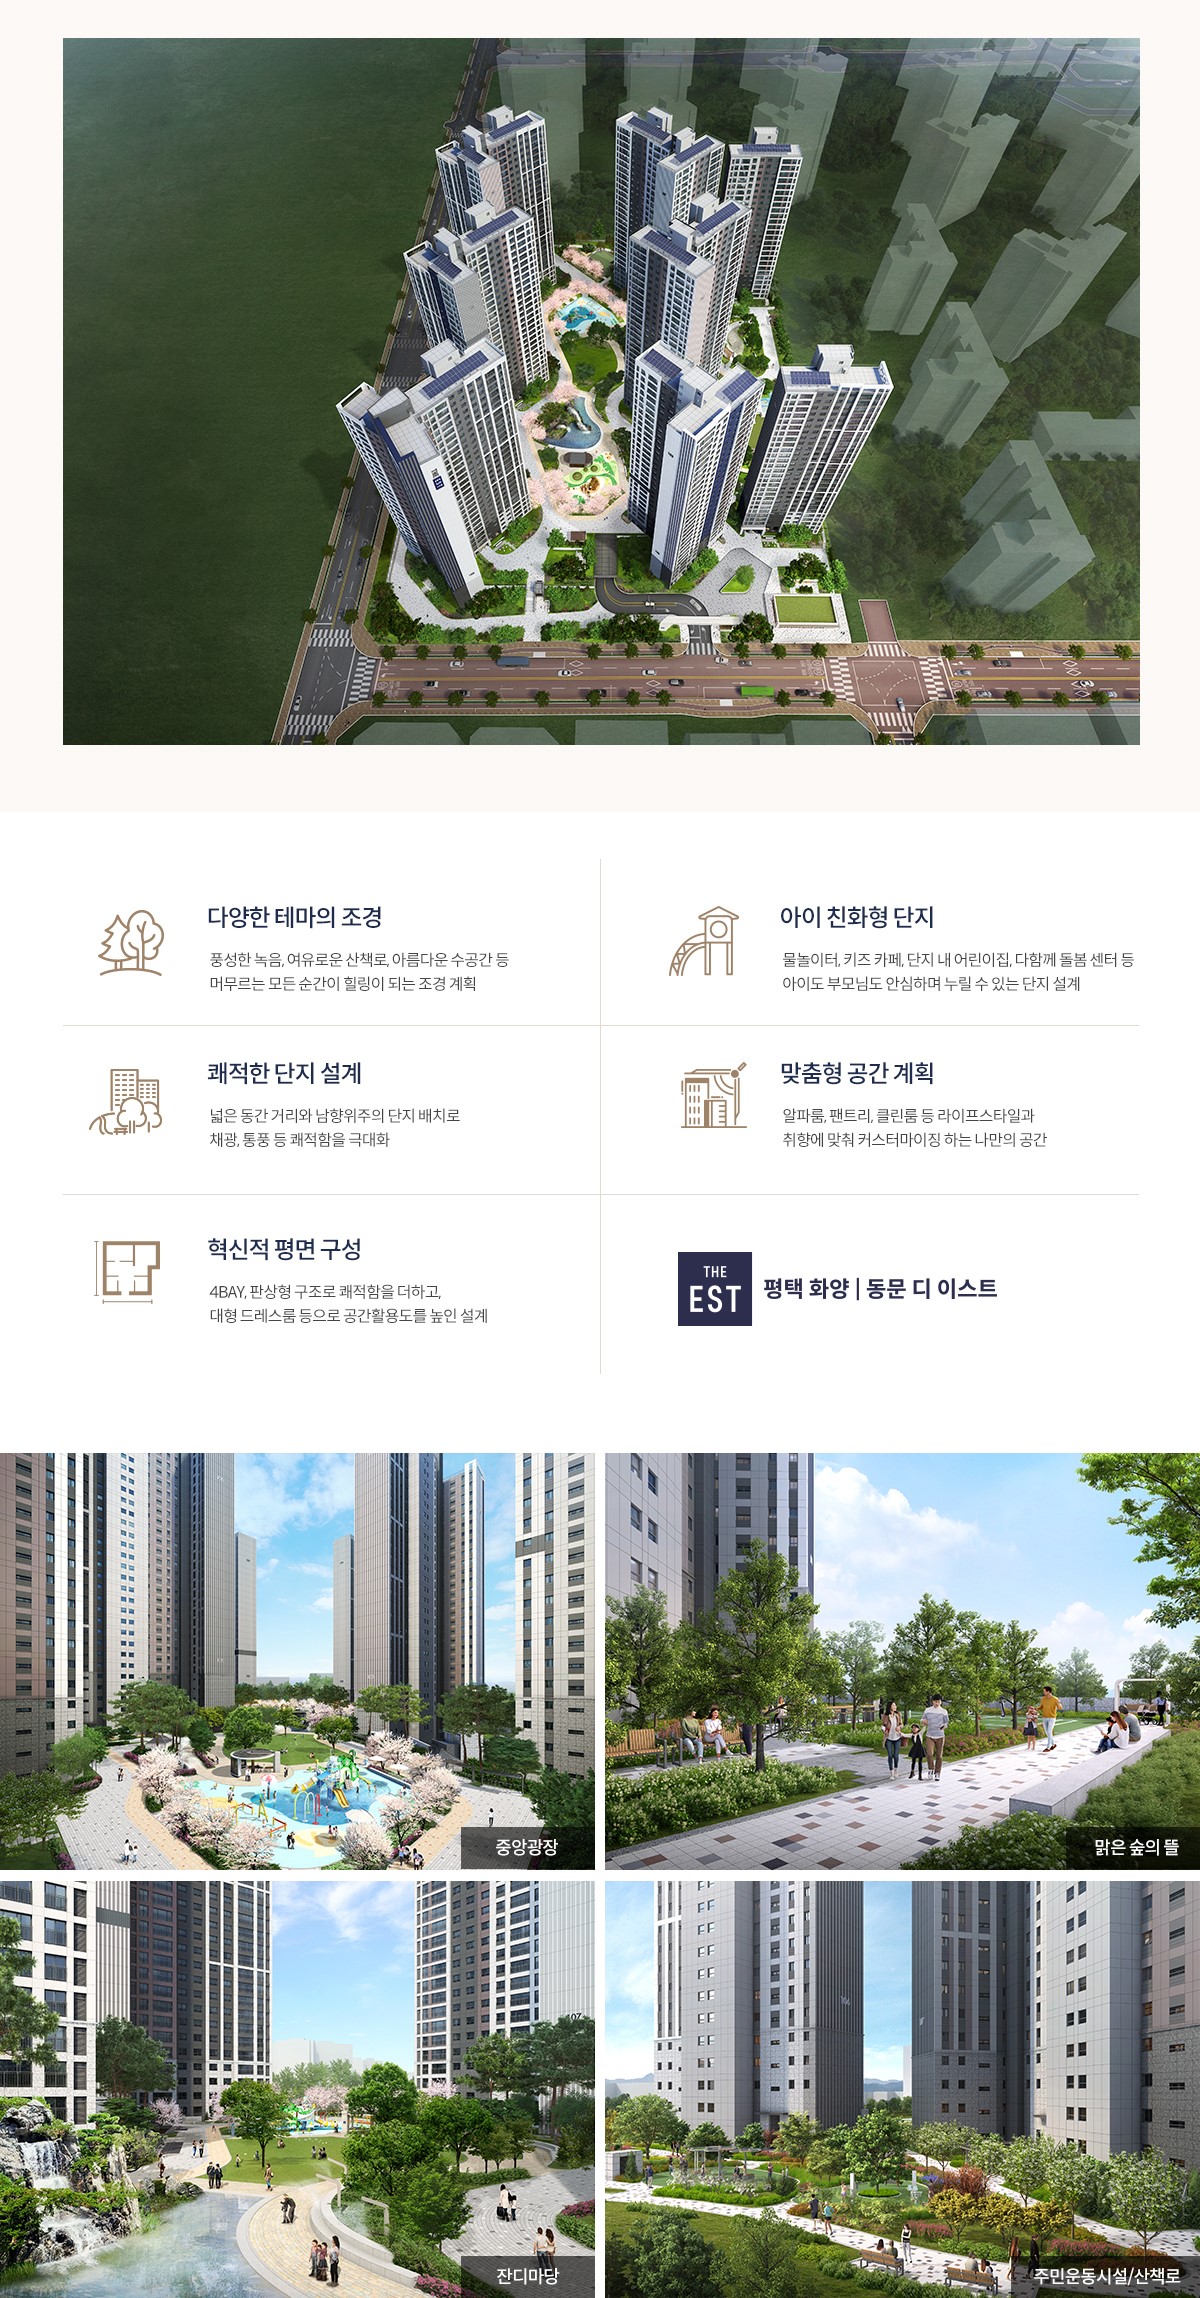 THE
EST
다양한 테마의 조경
풍성한 녹음, 여유로운 산책로, 아름다운 수공간 등
머무르는 모든 순간이 힐링이 되는 조경 계획
아이 친화형 단지
물놀이터, 키즈 카페, 단지 내 어린이집, 다함께 돌봄 센터 등
아이도 부모님도 안심하며 누릴 수 있는 단지 설계
쾌적한 단지 설계
넓은 동간 거리와 남향위주의 단지 배치로
채광, 통풍 등 쾌적함을 극대화
맞춤형 공간 계획
알파룸, 팬트리, 클린룸 등 라이프스타일과
취향에 맞춰 커스터마이징 하는 나만의 공간
혁신적 평면 구성
4BAY, 판상형 구조로 쾌적함을 더하고,
대형 드레스룸 등으로 공간활용도를 높인 설계
THE
EST
평택 화양 | 동문 디 이스트
중앙광장
맑은 숲의 뜰
잔디마당
주민운동시설/산책로